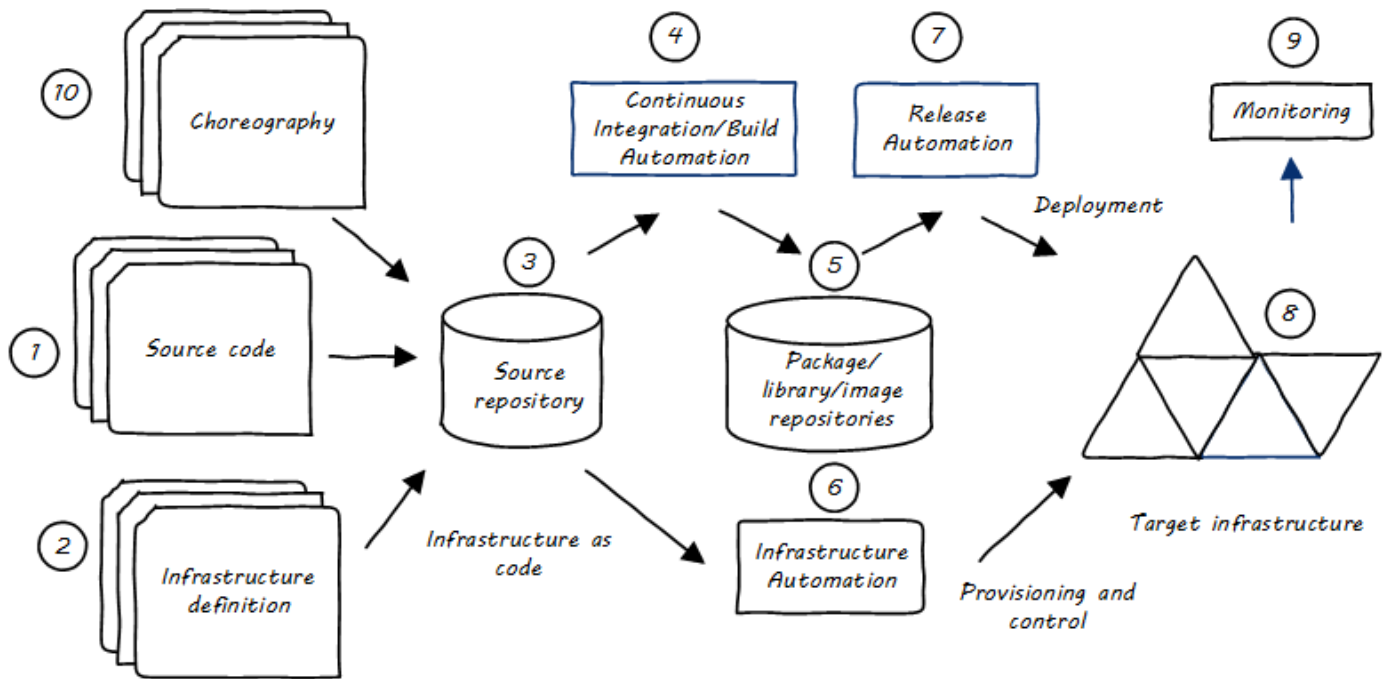 10
Choreography
4
Continuous
Integration/Build
Automation
7
Release
Automation
9
Monitoring
Deployment
1
Source code
3
Source
repository
5
Package/
library/image
repositories
8
Target infrastructure
2
Infrastructure
definition
Infrastructure as
code
6
Infrastructure
Automation
Provisioning and
control